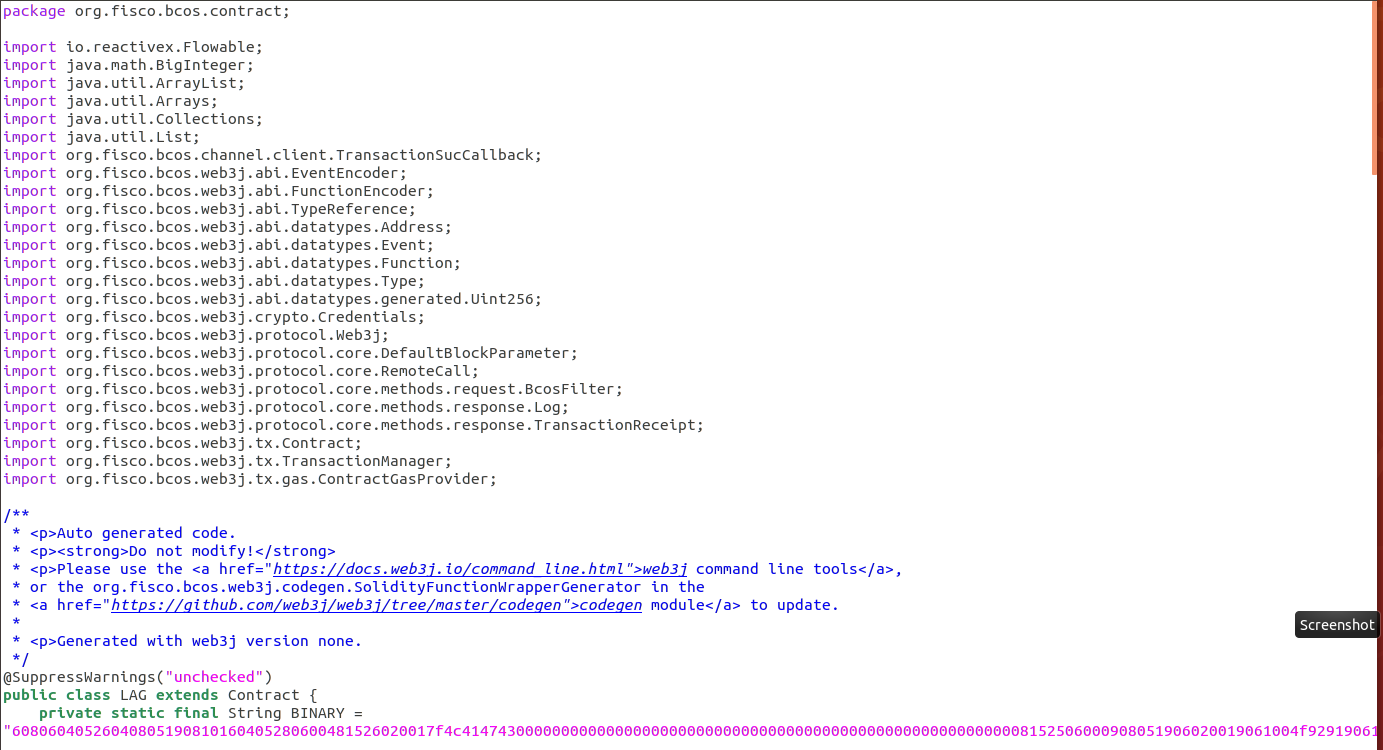 package org.fisco.bcos.contract;
import io.reactivex.Flowable;
import java.math.BigInteger;
import java.util.ArrayList;
import java.util.Arrays;
import java.util.Collections;
import java.util.List;
import org.fisco.bcos.channel.client.TransactionSucCallback;
import org.fisco.bcos.web3j.abi.EventEncoder;
import org.fisco.bcos.web3j.abi.FunctionEncoder;
import org.fisco.bcos.web3j.abi.TypeReference;
import org.fisco.bcos.web3j.abi.datatypes.Address;
import org.fisco.bcos.web3j.abi.datatypes.Event;
import org.fisco.bcos.web3j.abi.datatypes.Function;
import org.fisco.bcos.web3j.abi.datatypes.Type;
import org.fisco.bcos.web3j.abi.datatypes.generated.Uint256;
import org.fisco.bcos.web3j.crypto.Credentials;
import org.fisco.bcos.web3j.protocol.Web3j;
import org.fisco.bcos.web3j.protocol.core.DefaultBlockParameter;
import org.fisco.bcos.web3j.protocol.core.RemoteCall;
import org.fisco.bcos.web3j.protocol.core.methods.request.BcosFilter;
import org.fisco.bcos.web3j.protocol.core.methods.response.Log;
import org.fisco.bcos.web3j.protocol.core.methods.response.TransactionReceipt;
import org.fisco.bcos.web3j.tx.Contract;
import org.fisco.bcos.web3j.tx.TransactionManager;
import org.fisco.bcos.web3j.tx.gas.ContractGasProvider;
/**
 * <p>Auto generated code.
 * <p><strong>Do not modify!</strong>
 * <p>Please use the <a href="https://docs.web3j.io/command_line.html">web3j command line tools</a>,
 * or the org.fisco.bcos.web3j.codegen.SolidityFunctionWrapperGenerator in the
 * <a href="https://github.com/web3j/web3j/tree/master/codegen">codegen module</a> to update.
 *
Screenshot
 * <p>Generated with web3j version none.
 */
@SuppressWarnings("unchecked")
public class LAG extends Contract {
    private static final String BINARY =